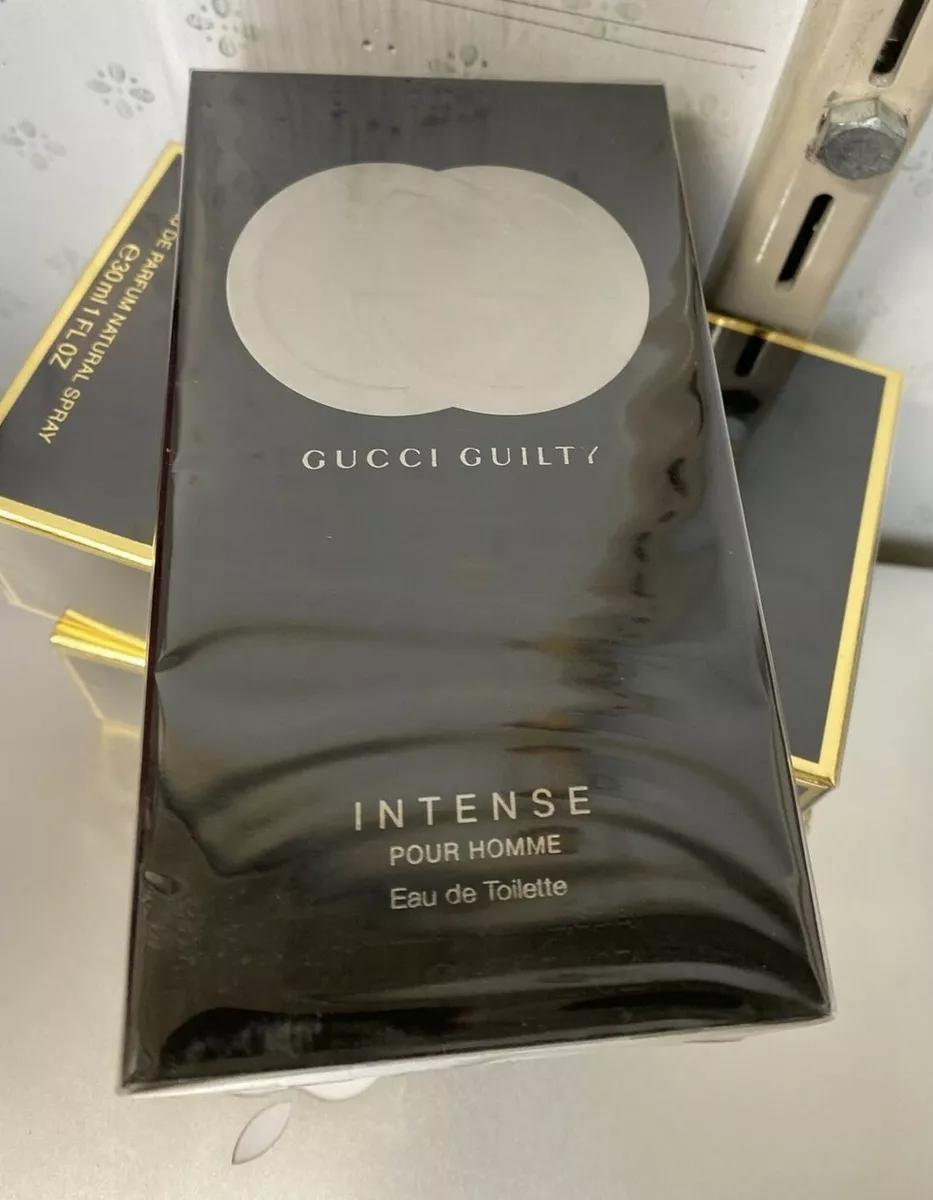 GUCCI GUILTY
INTENSE
POUR HOMME
Eau de Toilette
DE PARFUM NATURAL SPRAY
℮30ml 1 FL OZ